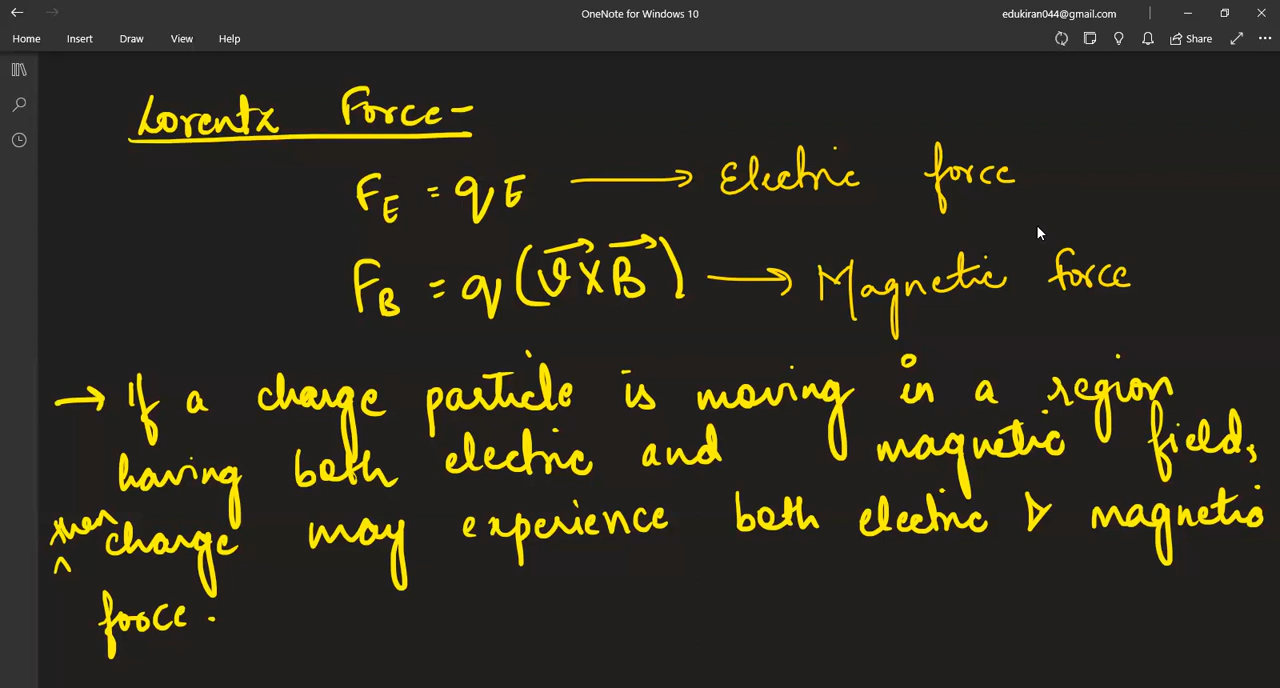 OneNote for Windows 10
edukiran044@gmail.com
Home Insert Draw View Help
Share
Lorentz Force-
F_E = qE → Electric force
F_B = q(v⃗×B⃗) → Magnetic force
→ If a charge particle is moving in a region
having both electric and magnetic field,
then charge may experience both electric & magnetic
force.